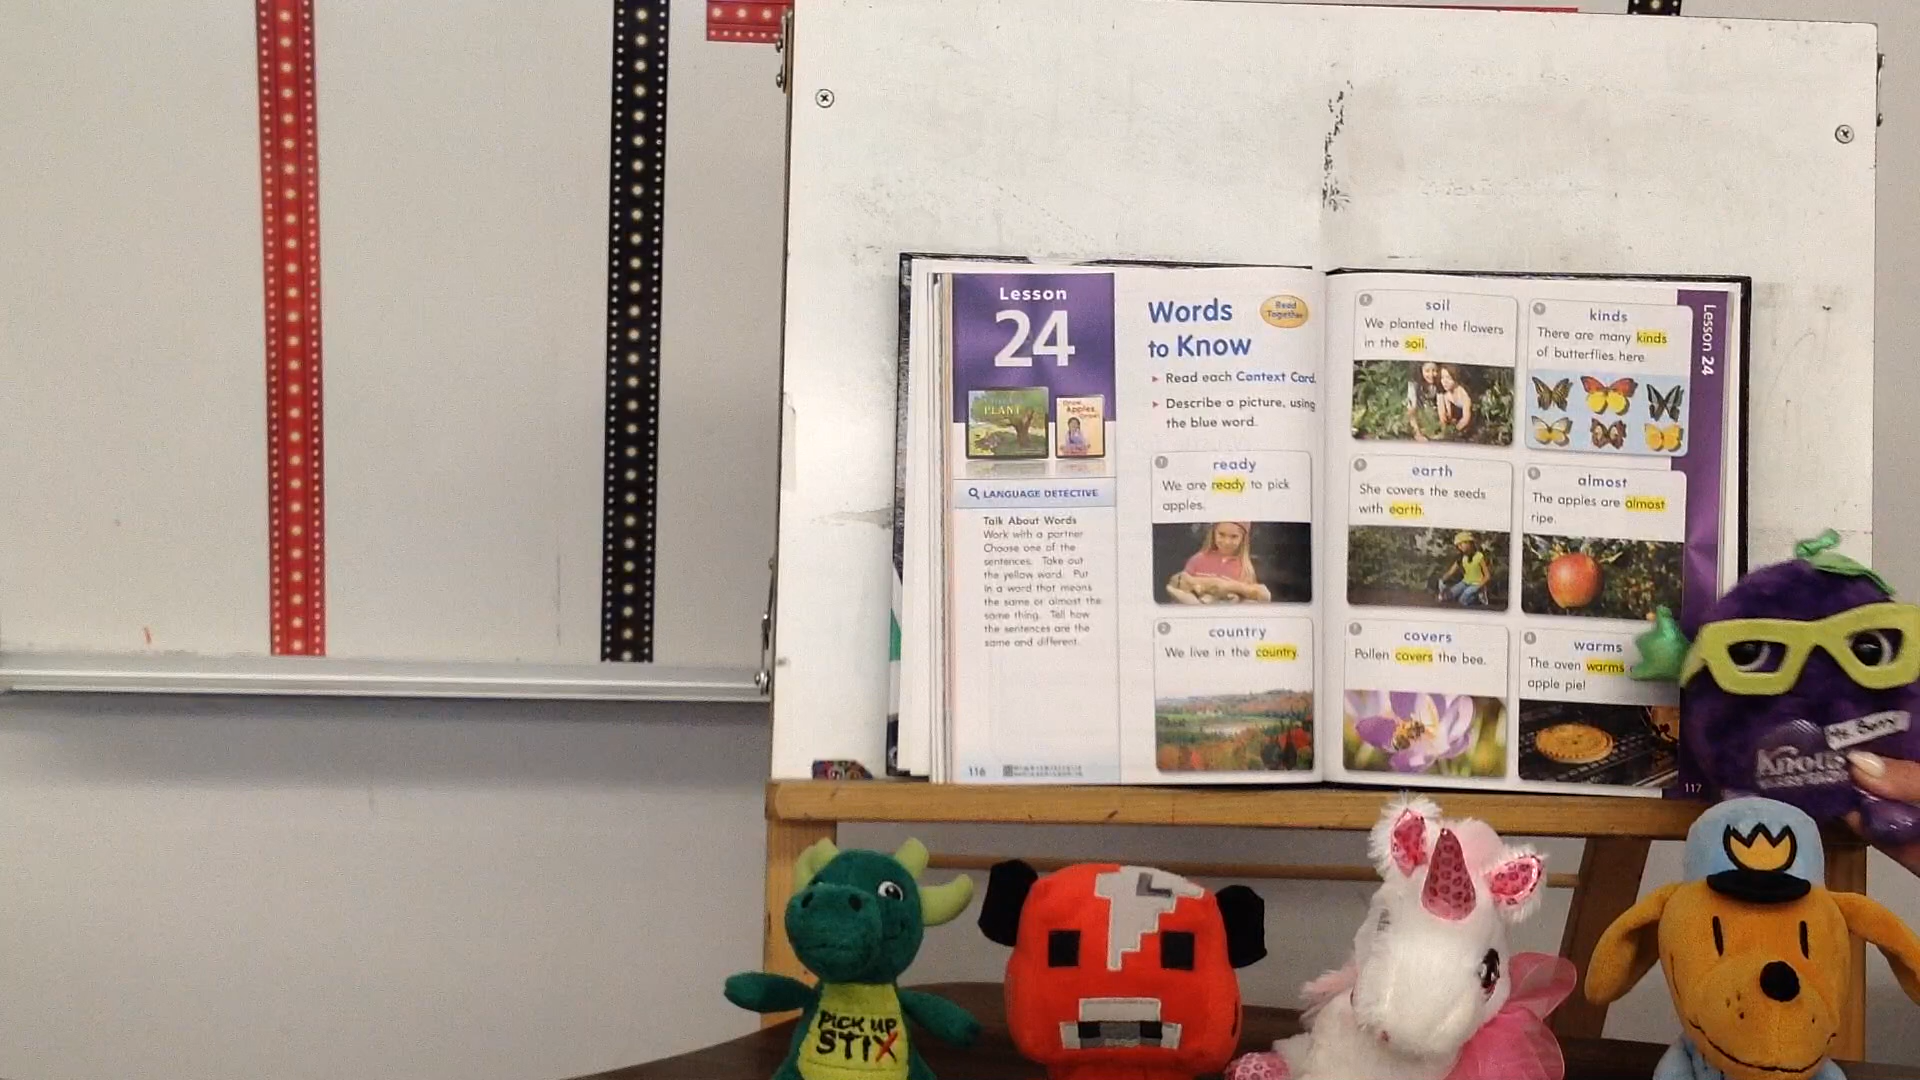 Lesson
24
PLANT
Apples,
LANGUAGE DETECTIVE
Talk About Words
Work with a partner
Choose one of the
sentences. Take out
the yellow word. Put
in a word that means
the same or almost the
same thing. Tell how
the sentences are the
same and different.
116
Words
to Know
Read
Together
Read each Context Card.
Describe a picture, using
the blue word.
ready
We are ready to pick
apples.
country
We live in the country.
soil
We planted the flowers
in the soil.
earth
She covers the seeds
with earth.
covers
Pollen covers the bee.
kinds
There are many kinds
of butterflies here.
almost
The apples are almost
ripe.
warms
The oven warms
apple pie!
Lesson 24
117
PICK UP
STIX